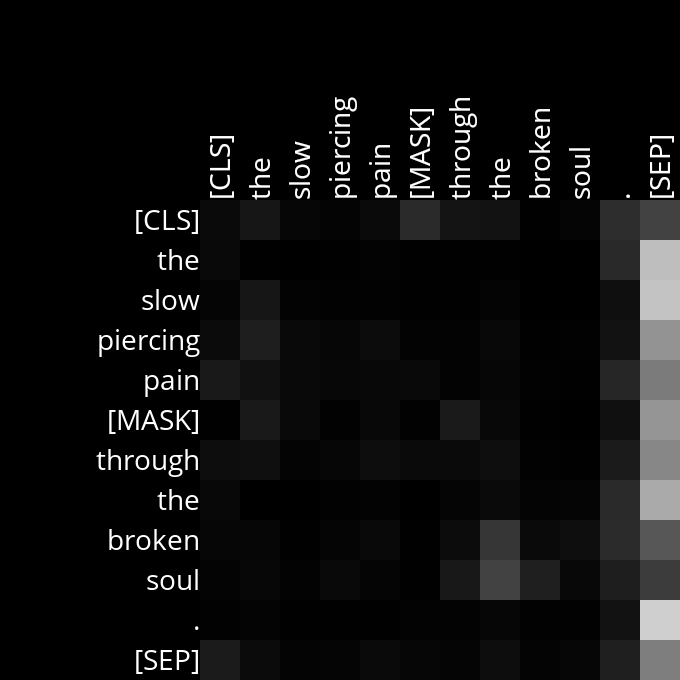 [CLS] the slow piercing pain [MASK] through the broken soul . [SEP]
[CLS]
the
slow
piercing
pain
[MASK]
through
the
broken
soul
.
[SEP]